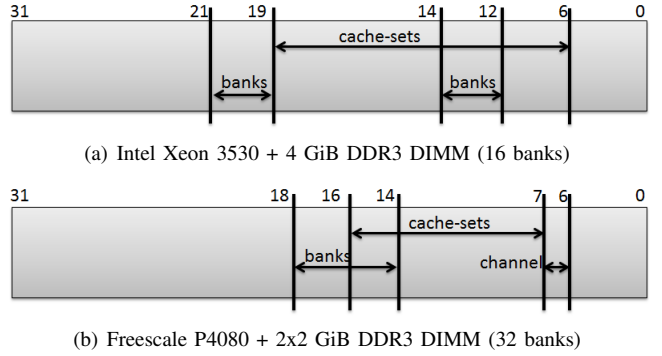 31 21 19 14 12 6 0
cache-sets
banks banks
(a) Intel Xeon 3530 + 4 GiB DDR3 DIMM (16 banks)
31 18 16 14 7 6 0
cache-sets
banks channel
(b) Freescale P4080 + 2x2 GiB DDR3 DIMM (32 banks)